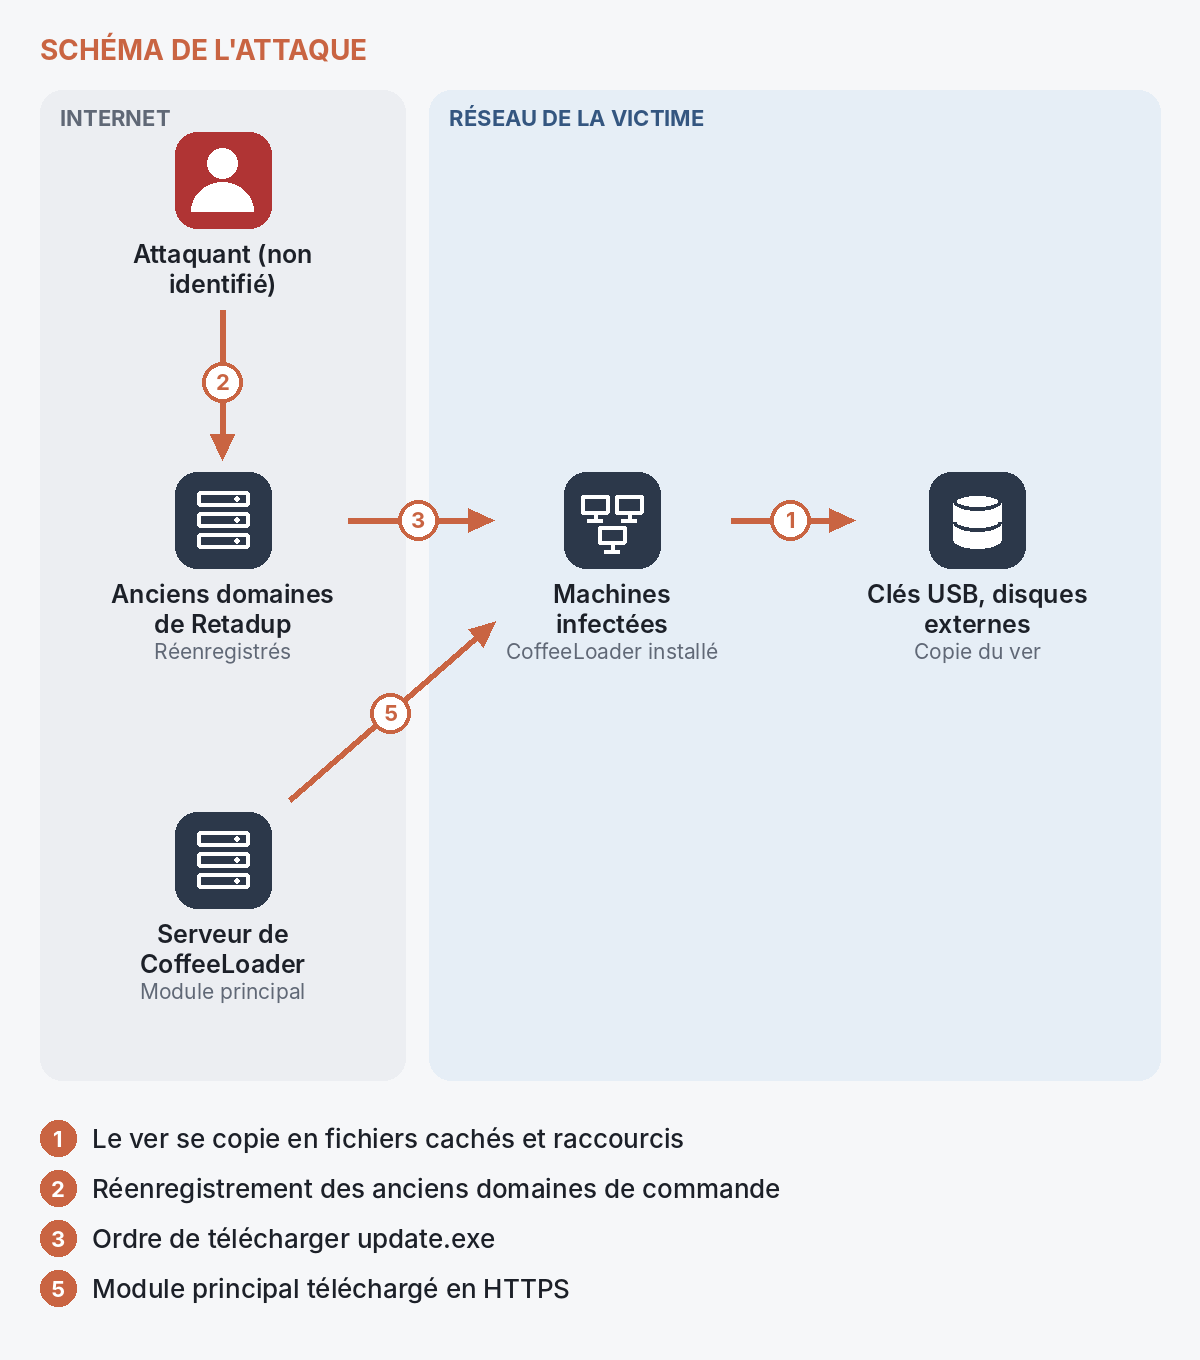 SCHÉMA DE L'ATTAQUE
INTERNET
RÉSEAU DE LA VICTIME
Attaquant (non
identifié)
2
3
1
Anciens domaines
de Retadup
Réenregistrés
Machines
infectées
CoffeeLoader installé
Clés USB, disques
externes
Copie du ver
5
Serveur de
CoffeeLoader
Module principal
1 Le ver se copie en fichiers cachés et raccourcis
2 Réenregistrement des anciens domaines de commande
3 Ordre de télécharger update.exe
5 Module principal téléchargé en HTTPS